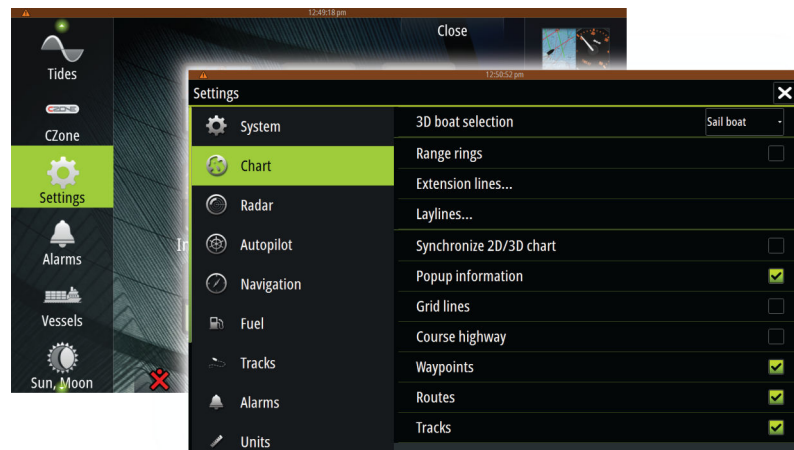 12:49:18 pm
Close
Tides
CZONE
CZone
Settings
Alarms
Vessels
Sun, Moon
12:50:52 pm
Settings
System
Chart
Radar
Autopilot
Navigation
Fuel
Tracks
Alarms
Units
3D boat selection
Sail boat
Range rings
Extension lines...
Laylines...
Synchronize 2D/3D chart
Popup information
Grid lines
Course highway
Waypoints
Routes
Tracks